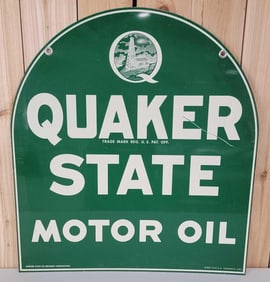 QUAKER
TRADE MARK REG. U.S. PAT. OFF.
STATE
MOTOR OIL